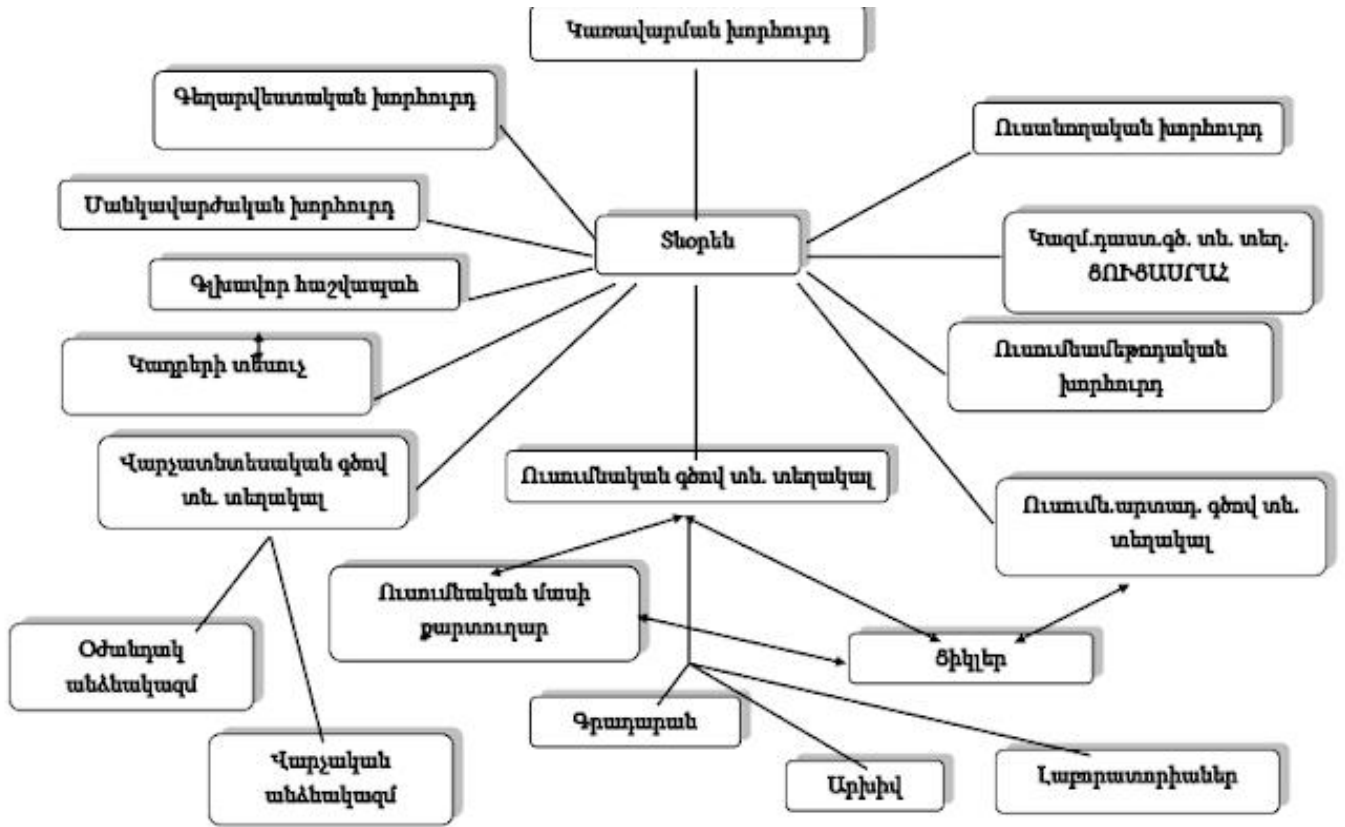 Կառավարման խորհուրդ
Գեղարվեստական խորհուրդ
Ուսանողական խորհուրդ
Մանկավարժական խորհուրդ
Տնօրեն
Կազմ.դաստ.գծ. տն. տեղ.
ՑՈՒՑԱՍՐԱՀ
Գլխավոր հաշվապահ
Կադրերի տեսուչ
Ուսումնամեթոդական
խորհուրդ
Վարչատնտեսական գծով
տն. տեղակալ
Ուսումնական գծով տն. տեղակալ
Ուսումն.արտադ. գծով տն.
տեղակալ
Ուսումնական մասի
քարտուղար
Օժանդակ
անձնակազմ
Ցիկլեր
Գրադարան
Վարչական
անձնակազմ
Արխիվ
Լաբորատորիաներ